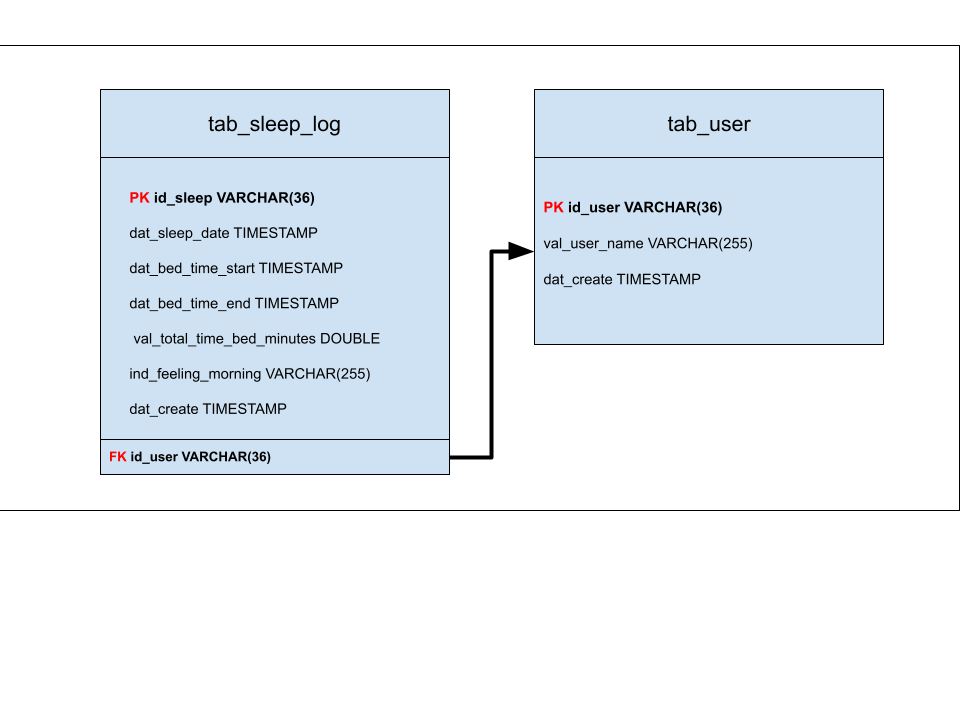 tab_sleep_log
PK id_sleep VARCHAR(36)
dat_sleep_date TIMESTAMP
dat_bed_time_start TIMESTAMP
dat_bed_time_end TIMESTAMP
val_total_time_bed_minutes DOUBLE
ind_feeling_morning VARCHAR(255)
dat_create TIMESTAMP
FK id_user VARCHAR(36)
tab_user
PK id_user VARCHAR(36)
val_user_name VARCHAR(255)
dat_create TIMESTAMP